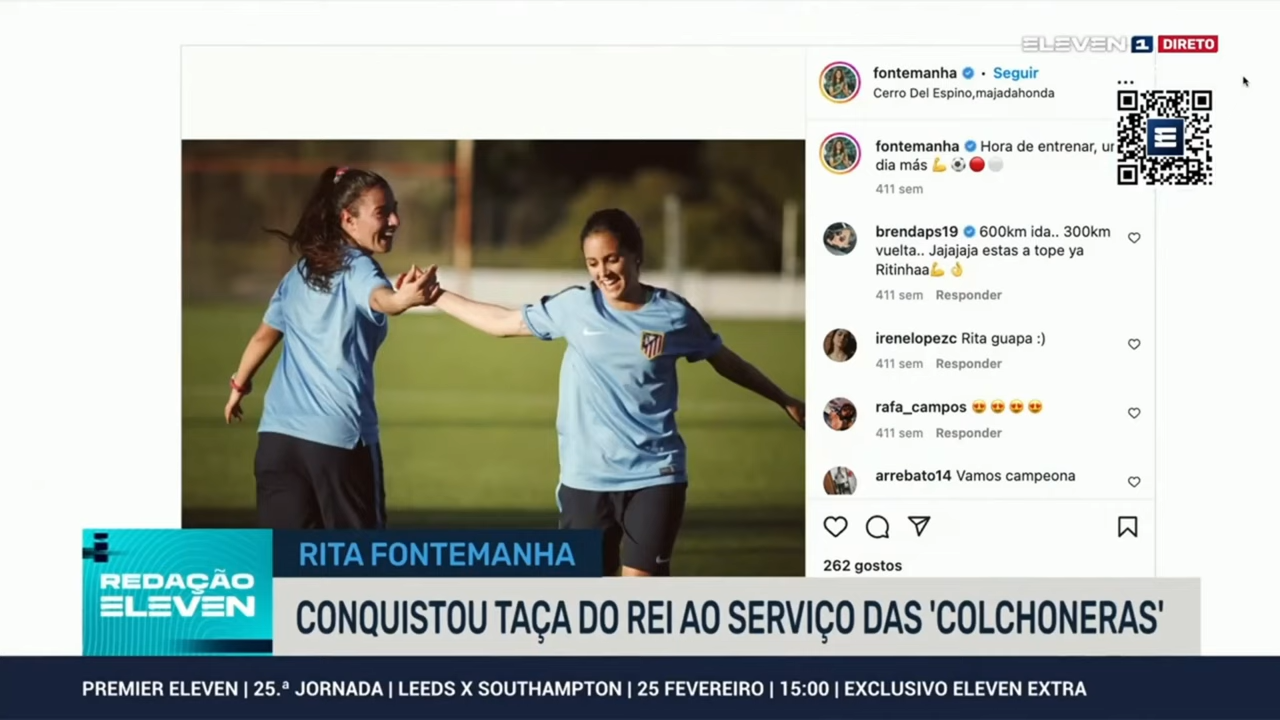 ELEVEN 1 DIRETO
fontemanha • Seguir
Cerro Del Espino,majadahonda
fontemanha Hora de entrenar, un
dia más 💪⚽🔴⚪
411 sem
brendaps19 600km ida.. 300km
vuelta.. Jajajaja estas a tope ya
Ritinhaa💪👌
411 sem Responder
irenelopezc Rita guapa :)
411 sem Responder
rafa_campos 😍😍😍😍
411 sem Responder
arrebato14 Vamos campeona
262 gostos
RITA FONTEMANHA
REDAÇÃO
ELEVEN
CONQUISTOU TAÇA DO REI AO SERVIÇO DAS 'COLCHONERAS'
PREMIER ELEVEN | 25.ª JORNADA | LEEDS X SOUTHAMPTON | 25 FEVEREIRO | 15:00 | EXCLUSIVO ELEVEN EXTRA